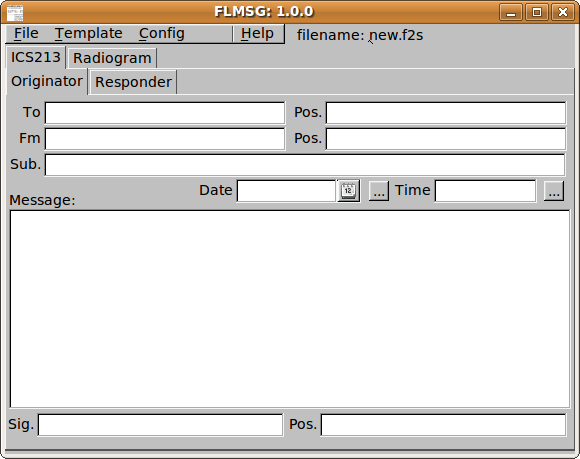 FLMSG: 1.0.0
File Template Config Help filename: new.f2s
ICS213 Radiogram
Originator Responder
To Pos.
Fm Pos.
Sub.
Date 12 ... Time ...
Message:
Sig. Pos.